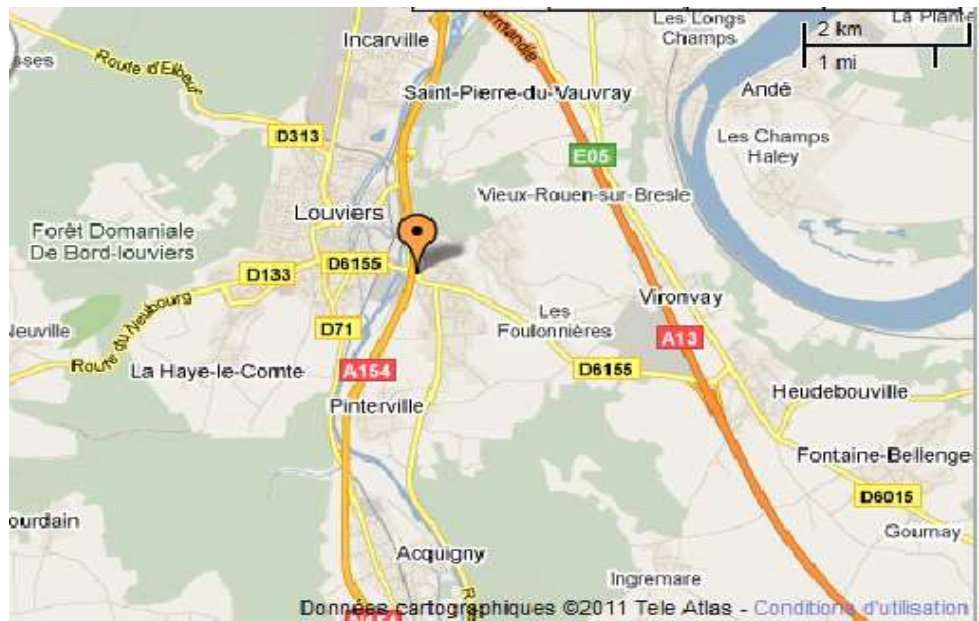 Les Longs
Champs
La Plante
2 km
1 mi
Incarville
ormandie
Route d'Elbeuf
sses
Saint-Pierre-du-Vauvray
Andé
D313
Les Champs
Haley
E05
Vieux-Rouen-sur-Bresle
Louviers
Forêt Domaniale
De Bord-louviers
D133
D6155
Vironvay
Les
Foulonnières
Neuville
Route du Neubourg
D71
A13
La Haye-le-Comte
A154
D6155
Pinterville
Heudebouville
Fontaine-Bellenge
D6015
ourdain
Gournay
Acquigny
Ingremare
Données cartographiques ©2011 Tele Atlas - Conditions d'utilisation